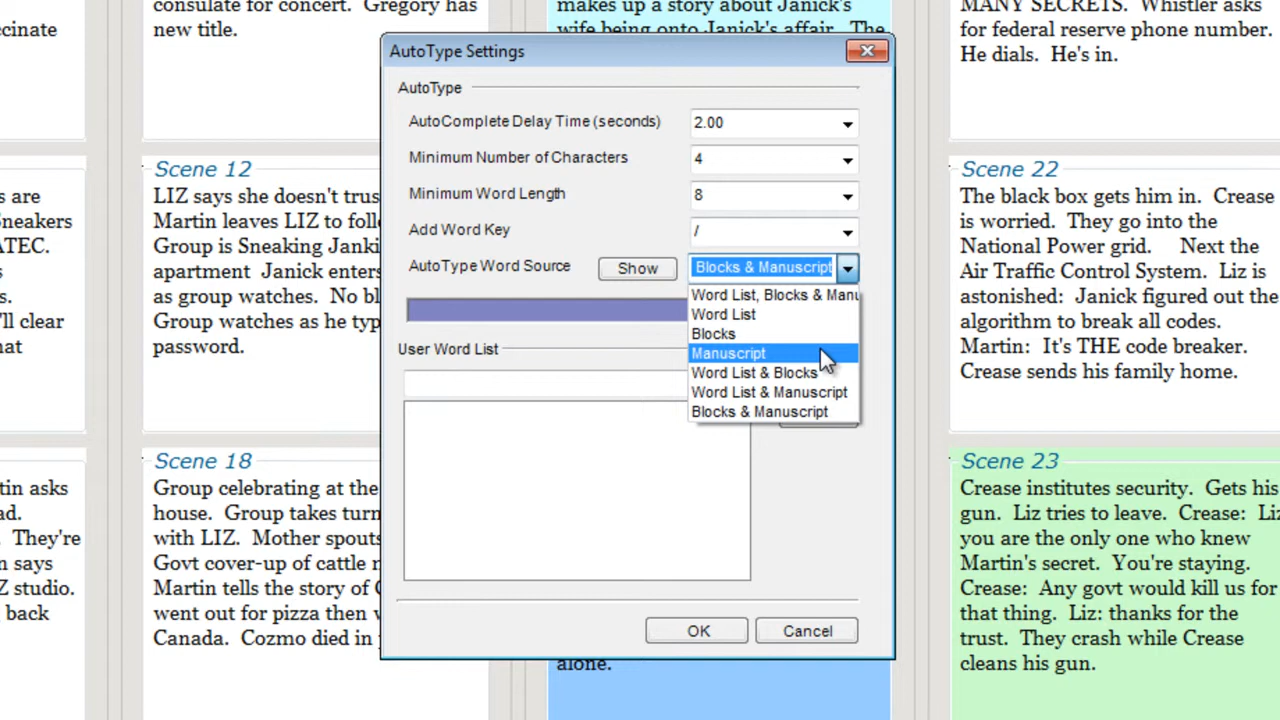 consulate for concert. Gregory has
new title.
ccinate
makes up a story about Janick's
wife being onto Janick's affair. The
MANY SECRETS. Whistler asks
for federal reserve phone number.
He dials. He's in.
AutoType Settings
AutoType
AutoComplete Delay Time (seconds) 2.00
Minimum Number of Characters 4
Minimum Word Length 8
Add Word Key /
AutoType Word Source Show Blocks & Manuscript
Word List, Blocks & Manu
Word List
Blocks
Manuscript
Word List & Blocks
Word List & Manuscript
Blocks & Manuscript
User Word List
OK Cancel
s are
Sneakers
ATEC.
s.
'll clear
hat
Scene 12
LIZ says she doesn't trus
Martin leaves LIZ to follo
Group is Sneaking Janki
apartment Janick enters
as group watches. No bl
Group watches as he typ
password.
Scene 22
The black box gets him in. Crease
is worried. They go into the
National Power grid. Next the
Air Traffic Control System. Liz is
astonished: Janick figured out the
algorithm to break all codes.
Martin: It's THE code breaker.
Crease sends his family home.
tin asks
ad.
They're
n says
Z studio.
back
Scene 18
Group celebrating at the
house. Group takes turn
with LIZ. Mother spouts
Govt cover-up of cattle
Martin tells the story of
went out for pizza then
Canada. Cozmo died in
alone.
Scene 23
Crease institutes security. Gets his
gun. Liz tries to leave. Crease: Liz
you are the only one who knew
Martin's secret. You're staying.
Crease: Any govt would kill us for
that thing. Liz: thanks for the
trust. They crash while Crease
cleans his gun.